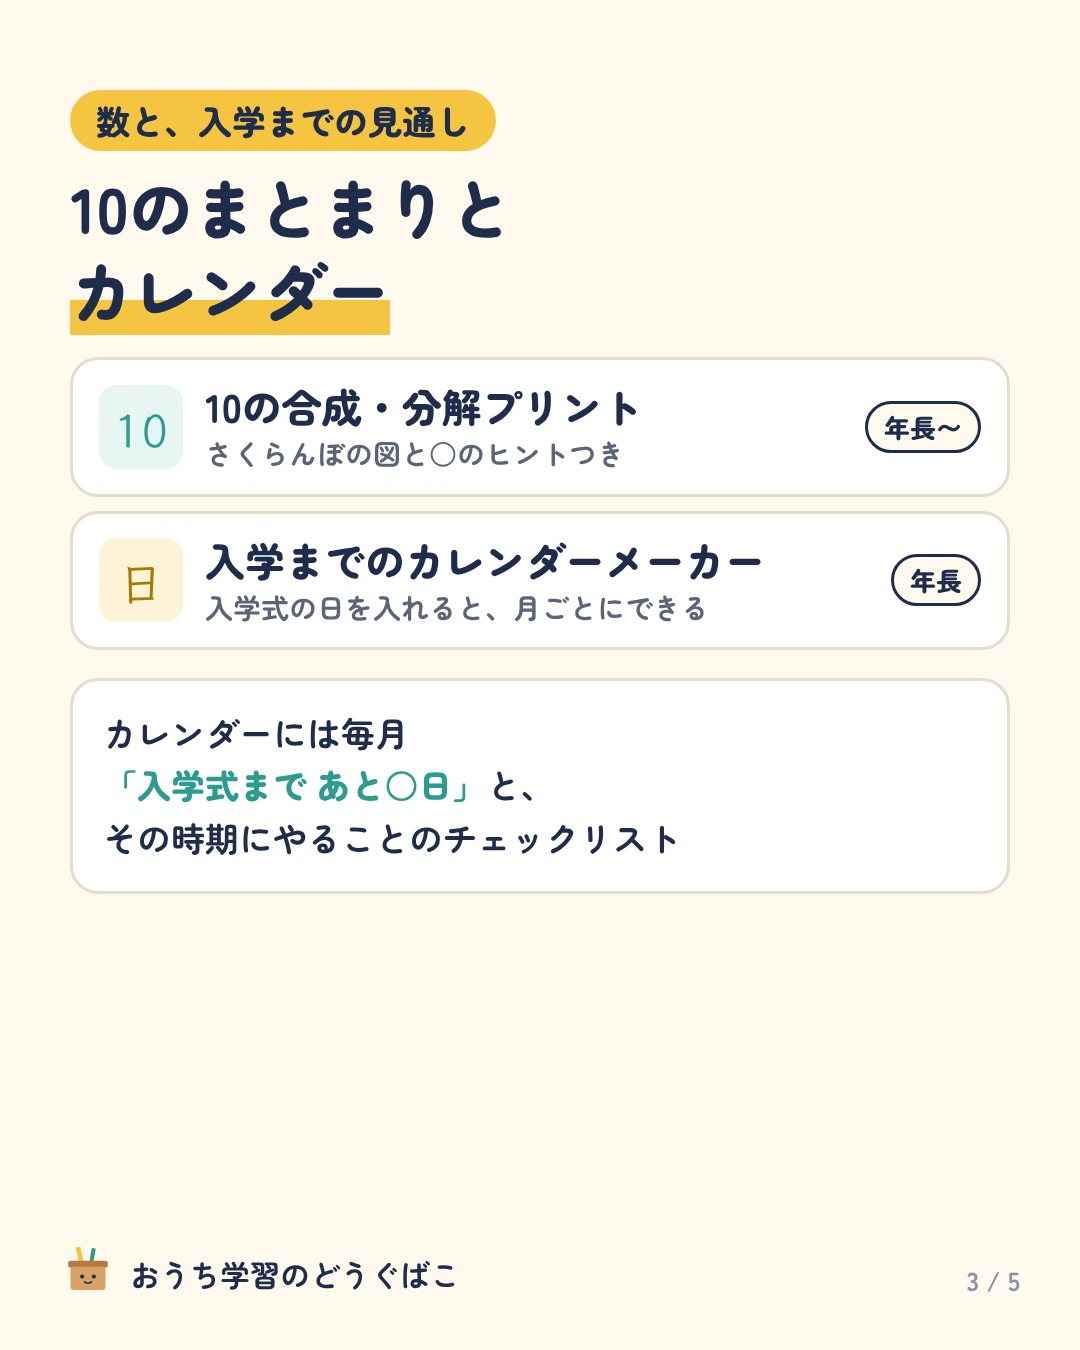 数と、入学までの見通し
10のまとまりと
カレンダー
10
10の合成・分解プリント
さくらんぼの図と◯のヒントつき
年長〜
日
入学までのカレンダーメーカー
入学式の日を入れると、月ごとにできる
年長
カレンダーには毎月
「入学式まで あと◯日」と、
その時期にやることのチェックリスト
おうち学習のどうぐばこ
3 / 5